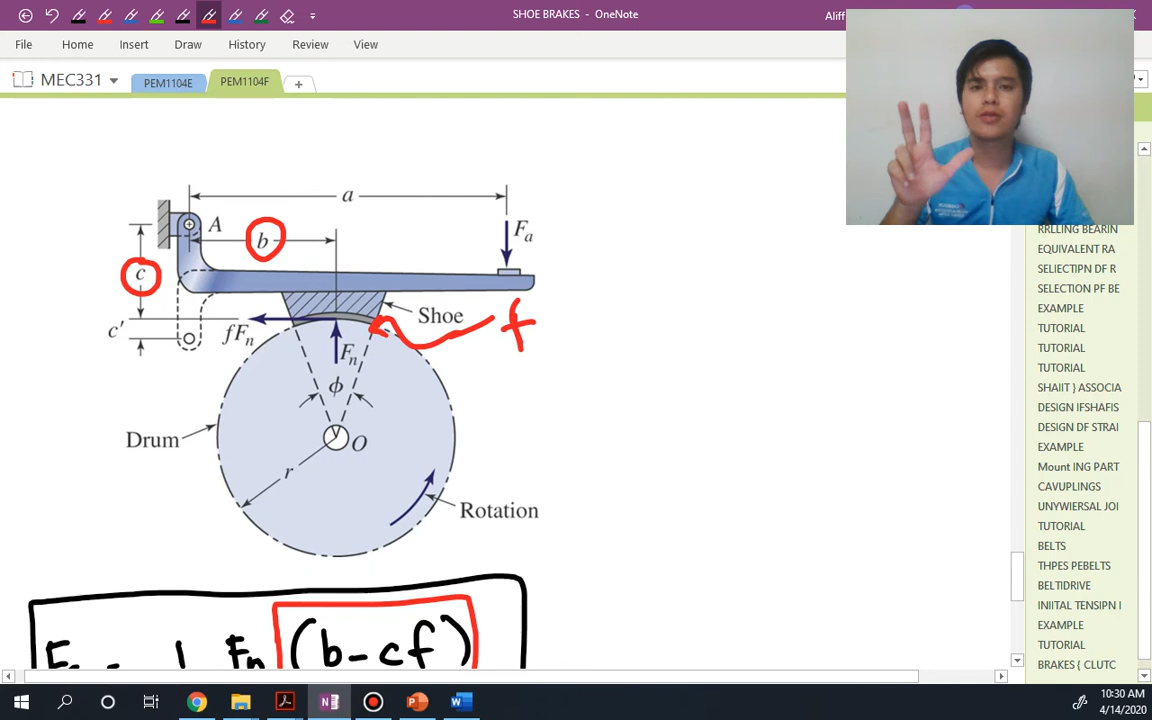 SHOE BRAKES - OneNote
Aliff
File Home Insert Draw History Review View
MEC331 PEM1104E PEM1104F
a
A
b
Fa
c
Shoe
f
c'
fFn
Fn
ϕ
Drum
O
r
Rotation
Fn (b-cf)
RRLLING BEARIN
EQUIVALENT RA
SELIECTIPN DF R
SELECTION PF BE
EXAMPLE
TUTORIAL
TUTORIAL
TUTORIAL
SHAIIT } ASSOCIA
DESIGN IFSHAFIS
DESIGN DF STRAI
EXAMPLE
Mount ING PART
CAVUPLINGS
UNYWIERSAL JOI
TUTORIAL
BELTS
THPES PEBELTS
BELTIDRIVE
INIITAL TENSIPN I
EXAMPLE
TUTORIAL
BRAKES { CLUTC
10:30 AM
4/14/2020